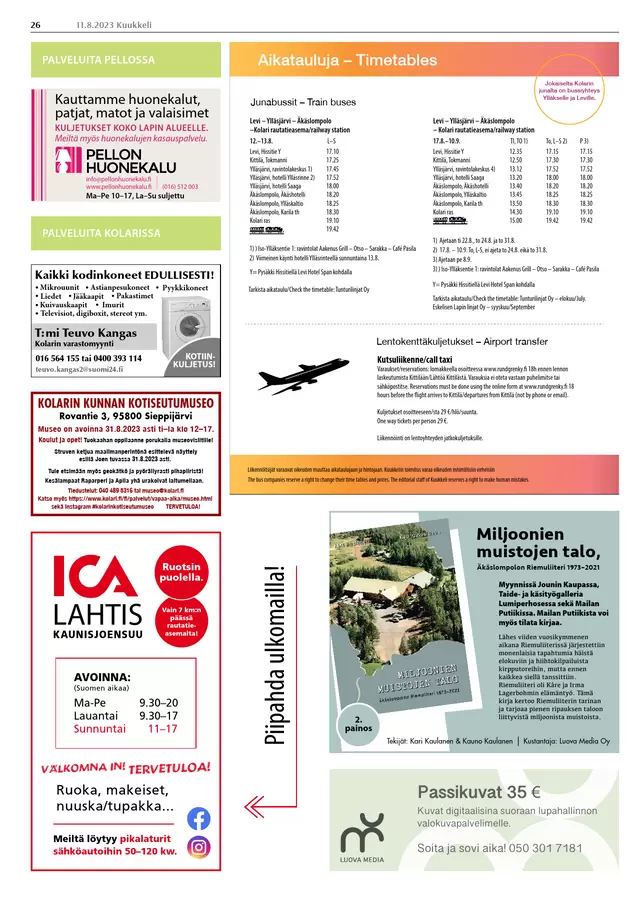 26
11.8.2023 Kuukkeli
PALVELUITA PELLOSSA
Kauttamme huonekalut,
patjat, matot ja valaisimet
KULJETUKSET KOKO LAPIN ALUEELLE.
Meiltä myös huonekalujen kasauspalvelu.
PELLON
HUONEKALU
info@pellonhuonekalu.fi
www.pellonhuonekalu.fi | (016) 512 003
Ma–Pe 10–17, La–Su suljettu
PALVELUITA KOLARISSA
Kaikki kodinkoneet EDULLISESTI!
• Mikrouunit • Astianpesukoneet • Pyykkikoneet
• Liedet • Jääkaapit • Pakastimet
• Kuivauskaapit • Imurit
• Televisiot, digiboxit, stereot ym.
T:mi Teuvo Kangas
Kolarin varastomyynti
016 564 155 tai 0400 393 114
teuvo.kangas2@suomi24.fi
KOTIIN-
KULJETUS!
KOLARIN KUNNAN KOTISEUTUMUSEO
Rovantie 3, 95800 Sieppijärvi
Museo on avoinna 31.8.2023 asti ti–la klo 12–17.
Koulut ja opet! Tuokaahan oppilaanne porukalla museovisiitille!
Struven ketjua maailmanperintönä esittelevä näyttely
esillä Joen tuvassa 31.8.2023 asti.
Tule etsimään myös geokätkö ja pyöräilyrasti pihapiiristä!
Kesälampaat Raparperi ja Apila yhä urakoivat laitumellaan.
Tiedustelut: 040 489 5316 tai museo@kolari.fi
Katso myös https://www.kolari.fi/fi/palvelut/vapaa-aika/museo.html
sekä instagram #kolarinkotiseutumuseo TERVETULOA!
ICA
LAHTIS
KAUNISJOENSUU
Ruotsin
puolella.
Vain 7 km:n
päässä
rautatie-
asemalta!
AVOINNA:
(Suomen aikaa)
Ma-Pe 9.30–20
Lauantai 9.30–17
Sunnuntai 11–17
VÄLKOMNA IN! TERVETULOA!
Ruoka, makeiset,
nuuska/tupakka...
Meiltä löytyy pikalaturit
sähköautoihin 50–120 kw.
Piipahda ulkomailla!
Aikatauluja – Timetables
Jokaiselta Kolarin
junalta on bussiyhteys
Ylläkselle ja Leville.
Junabussit – Train buses
Levi – Ylläsjärvi – Äkäslompolo
–Kolari rautatieasema/railway station
12.–13.8. L–S
Levi, Hissitie Y 17.10
Kittilä, Tokmanni 17.25
Ylläsjärvi, ravintolakeskus 1) 17.45
Ylläsjärvi, hotelli Ylläsrinne 2) 17.52
Ylläsjärvi, hotelli Saaga 18.00
Äkäslompolo, Äkäshotelli 18.20
Äkäslompolo, Ylläskaltio 18.25
Äkäslompolo, Karila th 18.30
Kolari ras 19.10
19.42
1) ) Iso-Ylläksentie 1: ravintolat Aakenus Grill – Otso – Sarakka – Café Pasila
2) Viimeinen käynti hotelli Ylläsrinteellä sunnuntaina 13.8.
Y= Pysäkki Hissitiellä Levi Hotel Span kohdalla
Tarkista aikataulu/Check the timetable: Tunturilinjat Oy
Levi – Ylläsjärvi – Äkäslompolo
– Kolari rautatieasema/railway station
17.8.–10.9. TI, TO 1) To, L–S 2) P 3)
Levi, Hissitie Y 12.35 17.15 17.15
Kittilä, Tokmanni 12.50 17.30 17.30
Ylläsjärvi, ravintolakeskus 4) 13.12 17.52 17.52
Ylläsjärvi, hotelli Saaga 13.20 18.00 18.00
Äkäslompolo, Äkäshotelli 13.40 18.20 18.20
Äkäslompolo, Ylläskaltio 13.45 18.25 18.25
Äkäslompolo, Karila th 13.50 18.30 18.30
Kolari ras 14.30 19.10 19.10
15.00 19.42 19.42
1) Ajetaan ti 22.8., to 24.8. ja to 31.8.
2) 17.8. – 10.9. To, L-S, ei ajeta to 24.8. eikä to 31.8.
3) Ajetaan pe 8.9.
3) ) Iso-Ylläksentie 1: ravintolat Aakenus Grill – Otso – Sarakka – Café Pasila
Y= Pysäkki Hissitiellä Levi Hotel Span kohdalla
Tarkista aikataulu/Check the timetable: Tunturilinjat Oy – elokuu/July.
Eskelisen Lapin linjat Oy – syyskuu/September
Lentokenttäkuljetukset – Airport transfer
Kutsuliikenne/call taxi
Varaukset/reservations: lomakkeella osoitteessa www.rundgrenky.fi 18h ennen lennon
laskeutumista Kittilään/Lähtöä Kittilästä. Varauksia ei oteta vastaan puhelimitse tai
sähköpostitse. Reservations must be done using the online form at www.rundgrenky.fi 18
hours before the flight arrives to Kittilä/departures from Kittilä (not by phone or email).
Kuljetukset osoitteeseen/sta 29 €/hlö/suunta.
One way tickets per person 29 €.
Liikennöinti on lentoyhteyden jatkokuljetuksille.
Liikennöitsijät varaavat oikeuden muuttaa aikataulujaan ja hintojaan. Kuukkelin toimitus varaa oikeuden inhimillisiin virheisiin
The bus companies reserve a right to change their time tables and prices. The editorial staff of Kuukkeli reserves a right to make human mistakes.
MILJOONIEN
MUISTOJEN TALO
Äkäslompolon Riemuliiteri 1973–2021
2.
painos
Miljoonien
muistojen talo,
Äkäslompolon Riemuliiteri 1973–2021
Myynnissä Jounin Kaupassa,
Taide- ja käsityögalleria
Lumiperhosessa sekä Mailan
Putiikissa. Mailan Putiikista voi
myös tilata kirjaa.
Lähes viiden vuosikymmenen
aikana Riemuliiterissä järjestettiin
monenlaisia tapahtumia häistä
elokuviin ja hiihtokilpailuista
kirpputoreihin, mutta ennen
kaikkea siellä tanssittiin.
Riemuliiteri oli Kåre ja Irma
Lagerbohmin elämäntyö. Tämä
kirja kertoo Riemuliiterin tarinan
ja tarjoaa pienen ripauksen taloon
liittyvistä miljoonista muistoista.
Tekijät: Kari Kaulanen & Kauno Kaulanen | Kustantaja: Luova Media Oy
LUOVA MEDIA
Passikuvat 35 €
Kuvat digitaalisina suoraan lupahallinnon
valokuvapalvelimelle.
Soita ja sovi aika! 050 301 7181